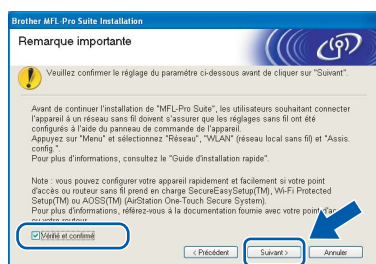 Brother MFL-Pro Suite Installation
Remarque importante
Veuillez confirmer le réglage du paramètre ci-dessous avant de cliquer sur "Suivant".
Avant de continuer l'installation de "MFL-Pro Suite", les utilisateurs souhaitant connecter
l'appareil à un réseau sans fil doivent s'assurer que les réglages sans fil ont été
configurés à l'aide du panneau de commande de l'appareil.
Appuyez sur "Menu" et sélectionnez "Réseau", "WLAN" (réseau local sans fil) et "Assis.
config.".
Pour plus d'informations, consultez le "Guide d'installation rapide".
Note : vous pouvez configurer votre appareil rapidement et facilement si votre point
d'accès ou routeur sans fil prend en charge SecureEasySetup(TM), Wi-Fi Protected
Setup(TM) ou AOSS(TM) (AirStation One-Touch Secure System).
Pour plus d'informations, référez-vous à la documentation fournie avec votre point
ou votre routeur
Vérifié et confirmé
< Précédent
Suivant >
Annuler